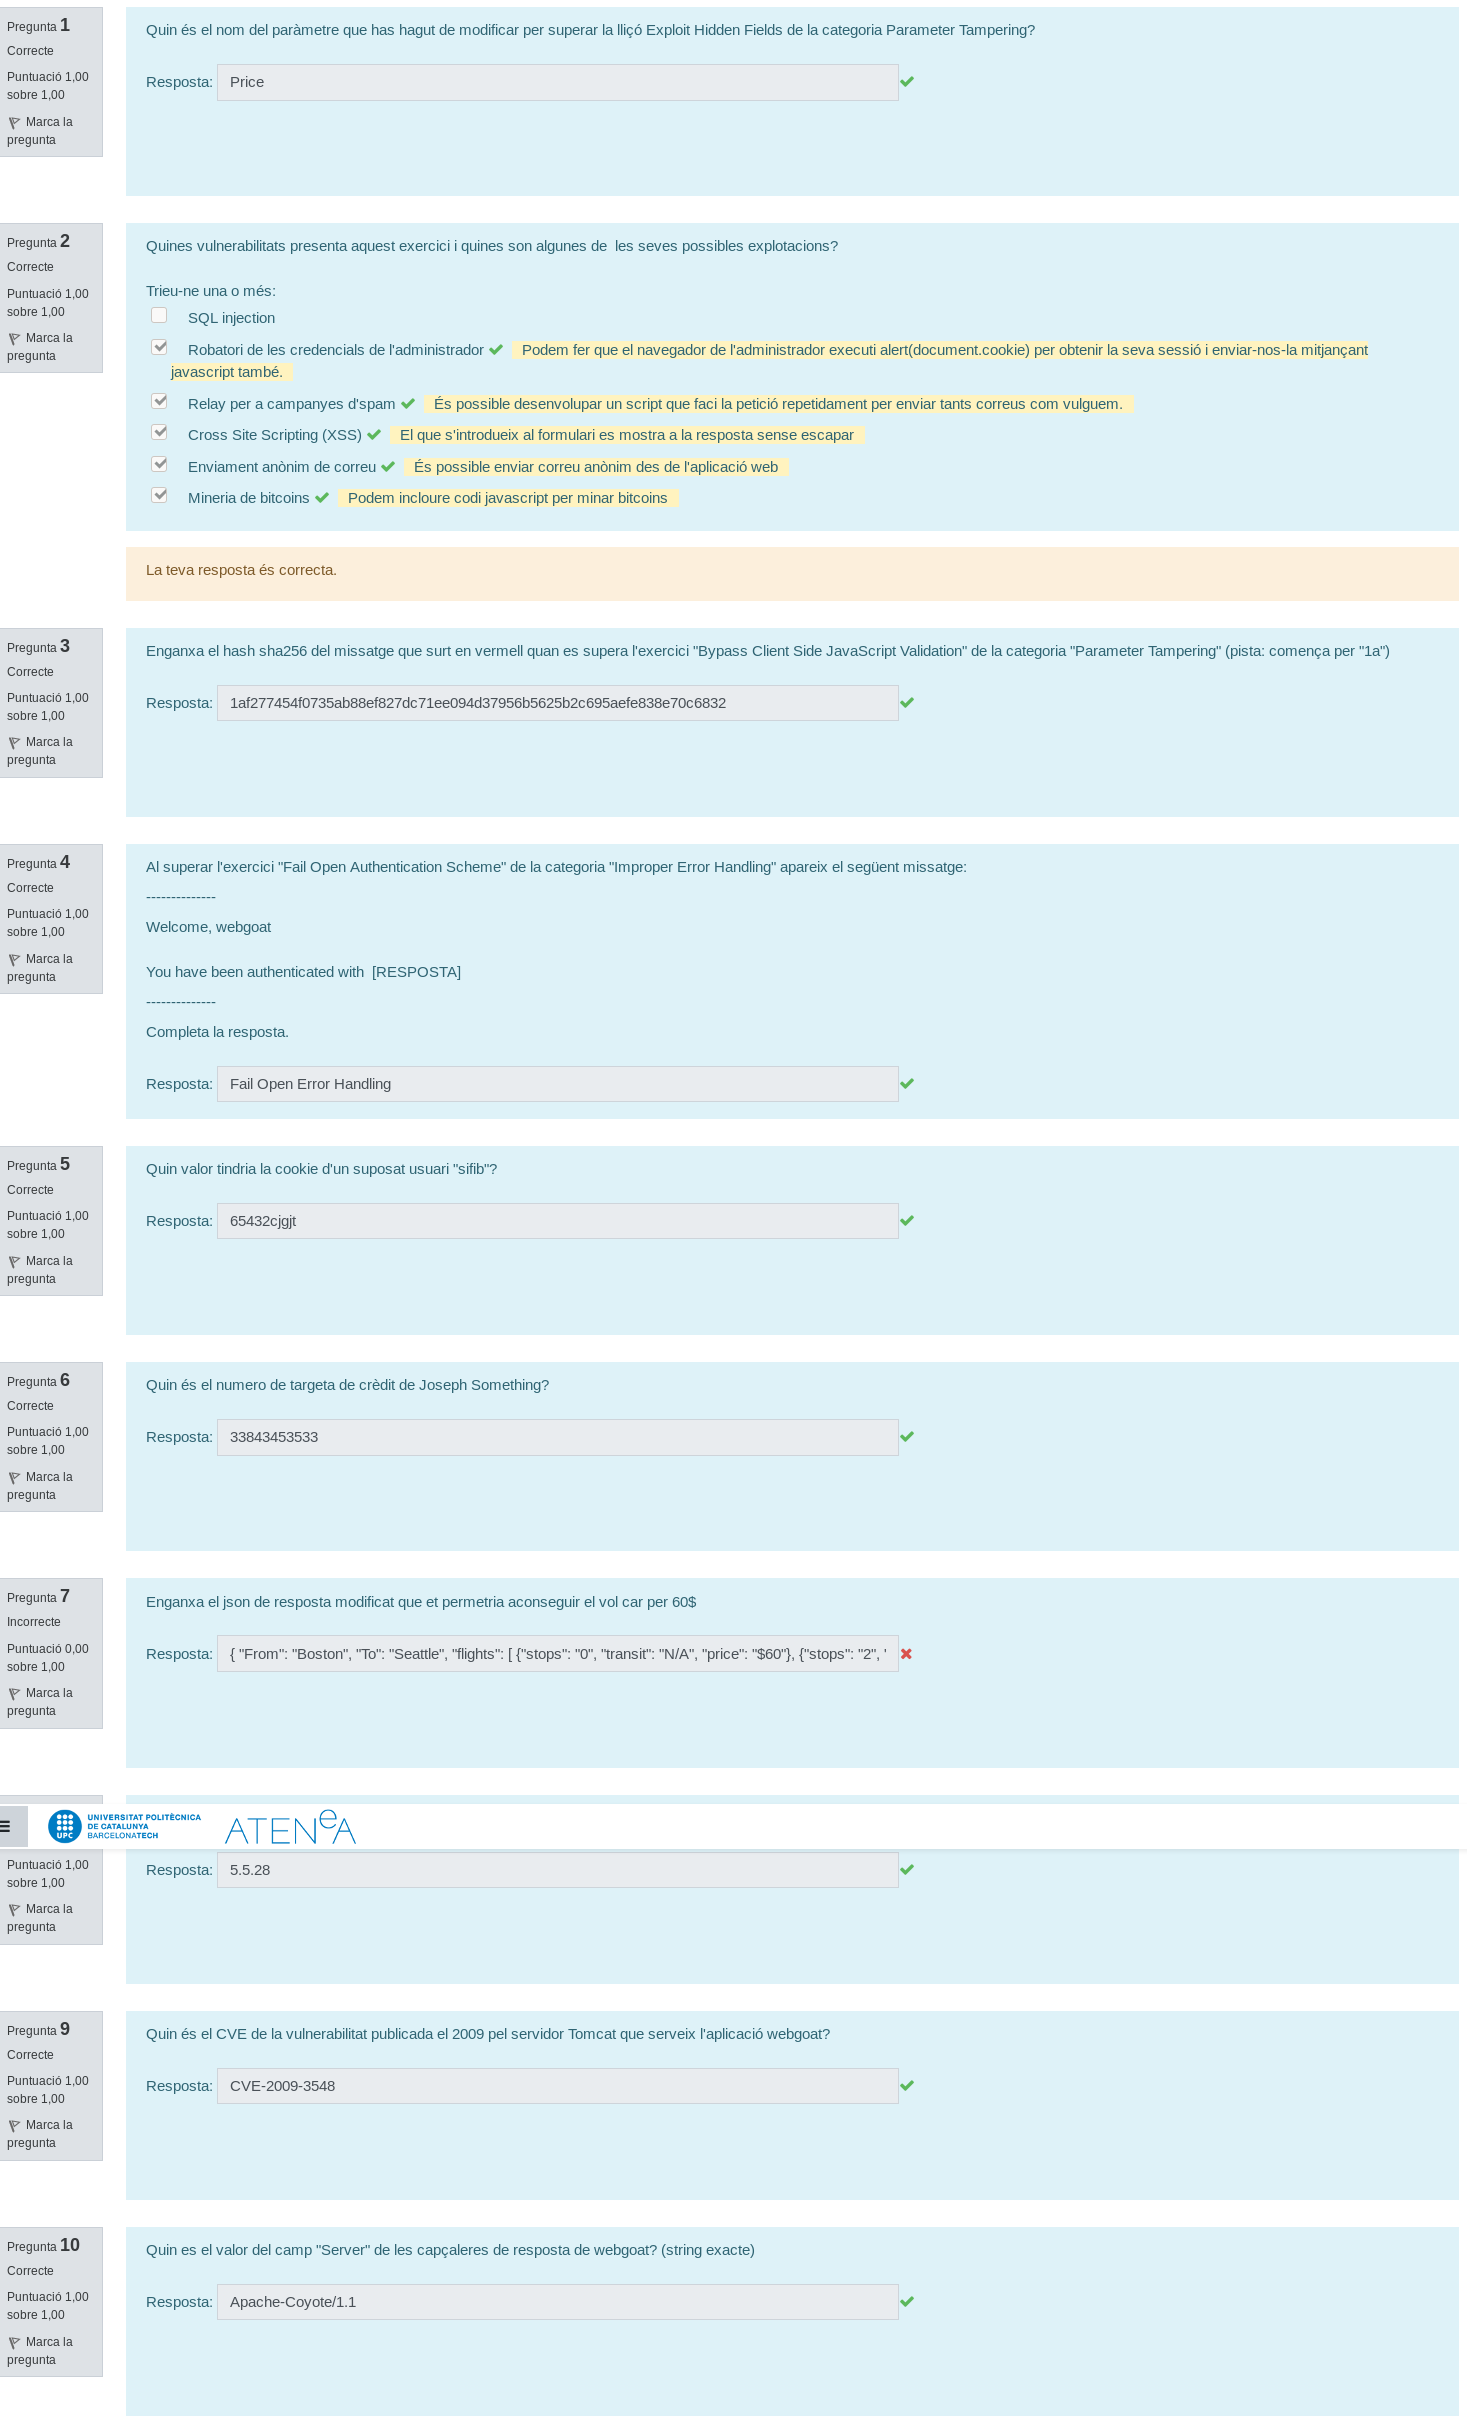 Pregunta 1
Correcte
Puntuació 1,00
sobre 1,00
Marca la
pregunta
Quin és el nom del paràmetre que has hagut de modificar per superar la lliçó Exploit Hidden Fields de la categoria Parameter Tampering?
Resposta: Price
Pregunta 2
Correcte
Puntuació 1,00
sobre 1,00
Marca la
pregunta
Quines vulnerabilitats presenta aquest exercici i quines son algunes de  les seves possibles explotacions?
Trieu-ne una o més:
SQL injection
Robatori de les credencials de l'administrador Podem fer que el navegador de l'administrador executi alert(document.cookie) per obtenir la seva sessió i enviar-nos-la mitjançant
javascript també.
Relay per a campanyes d'spam És possible desenvolupar un script que faci la petició repetidament per enviar tants correus com vulguem.
Cross Site Scripting (XSS) El que s'introdueix al formulari es mostra a la resposta sense escapar
Enviament anònim de correu És possible enviar correu anònim des de l'aplicació web
Mineria de bitcoins Podem incloure codi javascript per minar bitcoins
La teva resposta és correcta.
Pregunta 3
Correcte
Puntuació 1,00
sobre 1,00
Marca la
pregunta
Enganxa el hash sha256 del missatge que surt en vermell quan es supera l'exercici "Bypass Client Side JavaScript Validation" de la categoria "Parameter Tampering" (pista: comença per "1a")
Resposta: 1af277454f0735ab88ef827dc71ee094d37956b5625b2c695aefe838e70c6832
Pregunta 4
Correcte
Puntuació 1,00
sobre 1,00
Marca la
pregunta
Al superar l'exercici "Fail Open Authentication Scheme" de la categoria "Improper Error Handling" apareix el següent missatge:
--------------
Welcome, webgoat
You have been authenticated with  [RESPOSTA]
--------------
Completa la resposta.
Resposta: Fail Open Error Handling
Pregunta 5
Correcte
Puntuació 1,00
sobre 1,00
Marca la
pregunta
Quin valor tindria la cookie d'un suposat usuari "sifib"?
Resposta: 65432cjgjt
Pregunta 6
Correcte
Puntuació 1,00
sobre 1,00
Marca la
pregunta
Quin és el numero de targeta de crèdit de Joseph Something?
Resposta: 33843453533
Pregunta 7
Incorrecte
Puntuació 0,00
sobre 1,00
Marca la
pregunta
Enganxa el json de resposta modificat que et permetria aconseguir el vol car per 60$
Resposta: { "From": "Boston", "To": "Seattle", "flights": [ {"stops": "0", "transit": "N/A", "price": "$60"}, {"stops": "2", '
UNIVERSITAT POLITÈCNICA
DE CATALUNYA
BARCELONATECH
UPC
ATENeA
Puntuació 1,00
sobre 1,00
Marca la
pregunta
Resposta: 5.5.28
Pregunta 9
Correcte
Puntuació 1,00
sobre 1,00
Marca la
pregunta
Quin és el CVE de la vulnerabilitat publicada el 2009 pel servidor Tomcat que serveix l'aplicació webgoat?
Resposta: CVE-2009-3548
Pregunta 10
Correcte
Puntuació 1,00
sobre 1,00
Marca la
pregunta
Quin es el valor del camp "Server" de les capçaleres de resposta de webgoat? (string exacte)
Resposta: Apache-Coyote/1.1